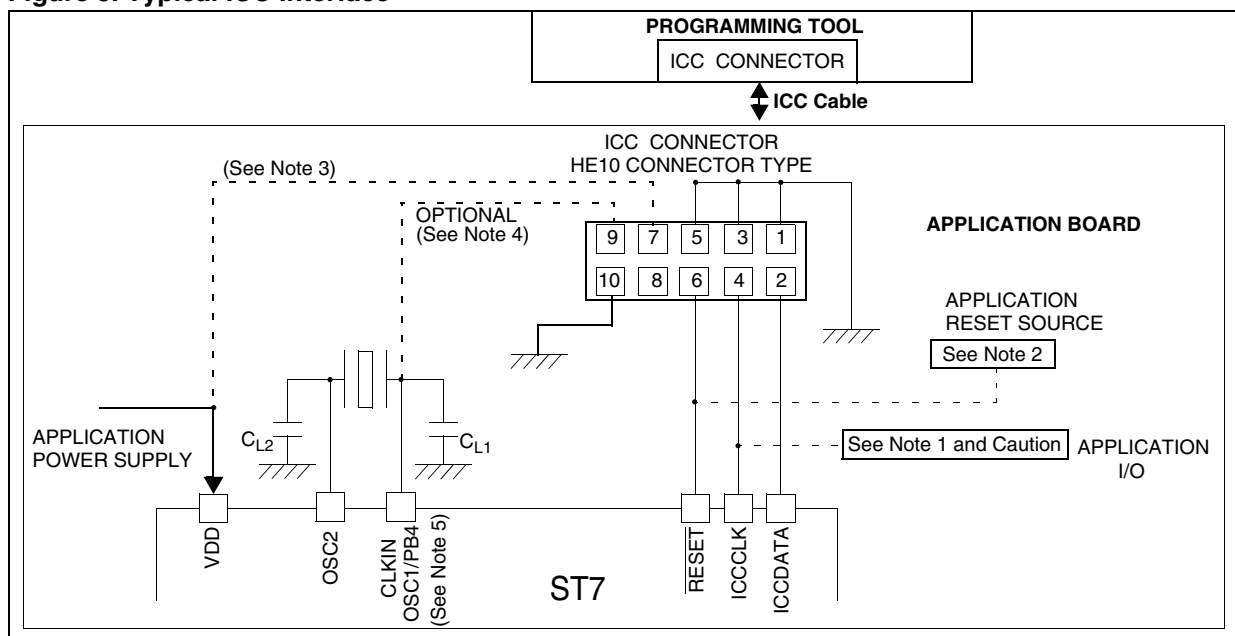 Figure 8. Typical ICC Interface
PROGRAMMING TOOL
ICC CONNECTOR
ICC Cable
ICC CONNECTOR
HE10 CONNECTOR TYPE
(See Note 3)
OPTIONAL
(See Note 4)
9 7 5 3 1
10 8 6 4 2
APPLICATION BOARD
APPLICATION
RESET SOURCE
See Note 2
CL2
CL1
APPLICATION
POWER SUPPLY
See Note 1 and Caution
APPLICATION
I/O
VDD
OSC2
CLKIN
OSC1/PB4
(See Note 5)
RESET
ICCCLK
ICCDATA
ST7